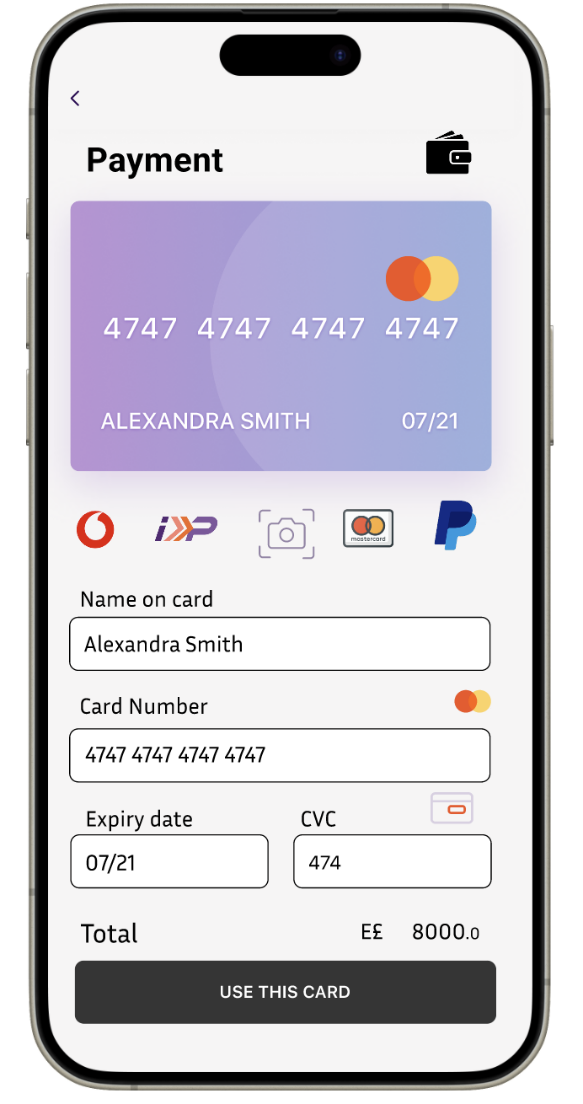 Payment
4747 4747 4747 4747
ALEXANDRA SMITH 07/21
mastercard
Name on card
Alexandra Smith
Card Number
4747 4747 4747 4747
Expiry date CVC
07/21 474
Total E£ 8000.0
USE THIS CARD